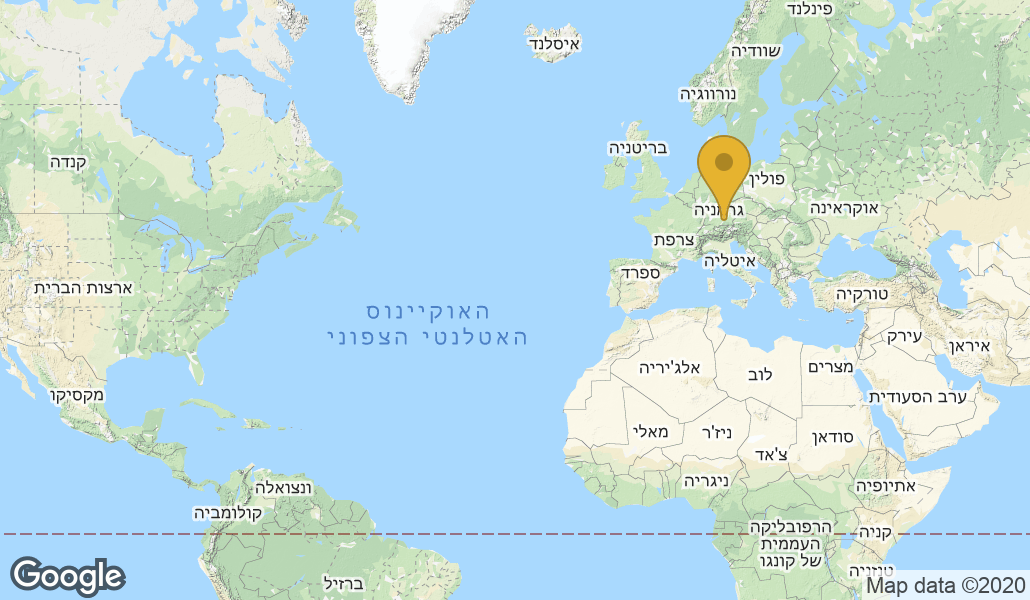 פינלנד
איסלנד
שוודיה
נורווגיה
בריטניה
קנדה
פולין
גרמניה
אוקראינה
צרפת
איטליה
ספרד
ארצות הברית
טורקיה
האוקיינוס
האטלנטי הצפוני
עירק
איראן
אלג'יריה
לוב
מצרים
מקסיקו
ערב הסעודית
מאלי
ניז'ר
סודאן
צ'אד
ניגריה
אתיופיה
ונצואלה
קולומביה
הרפובליקה
העממית
של קונגו
קניה
טנזניה
ברזיל
Google
Map data ©2020